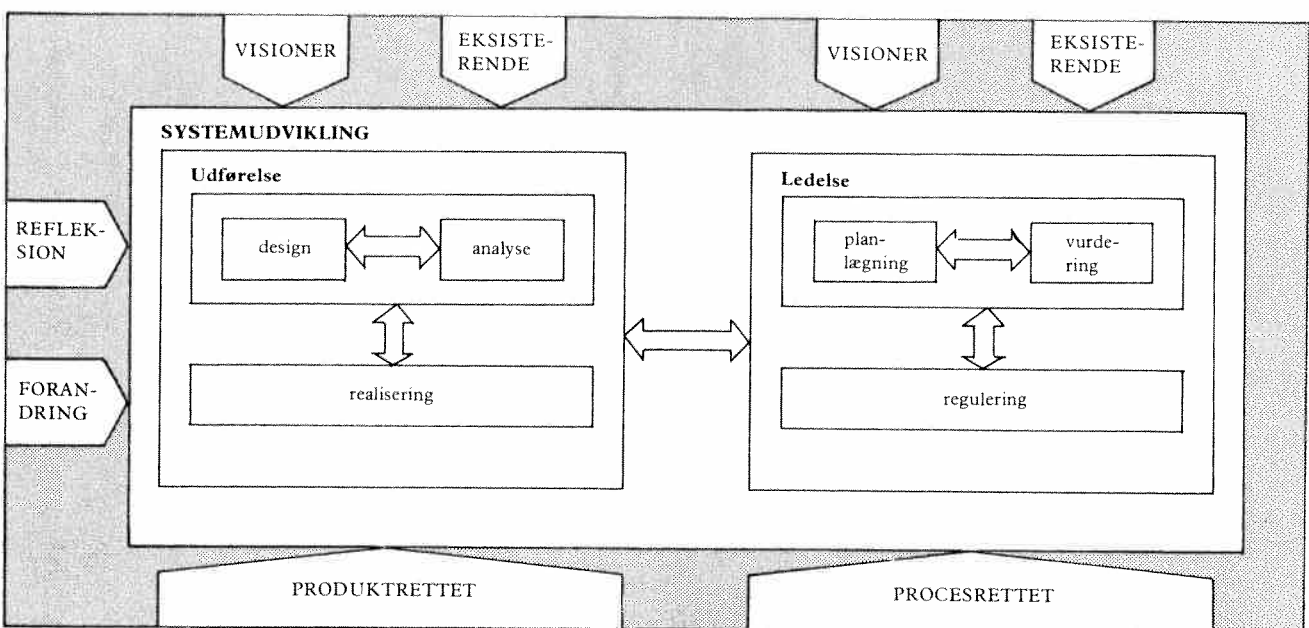 VISIONER
EKSISTE-
RENDE
VISIONER
EKSISTE-
RENDE
SYSTEMUDVIKLING
Udførelse
Ledelse
REFLEK-
SION
design
analyse
plan-
lægning
vurde-
ring
FORAN-
DRING
realisering
regulering
PRODUKTRETTET
PROCESRETTET